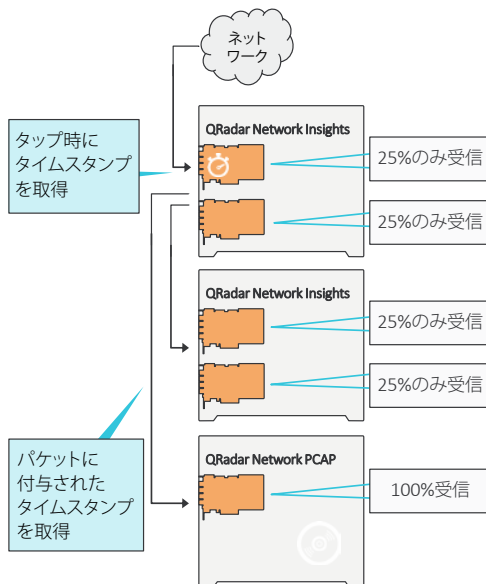 ネット
ワーク
QRadar Network Insights
タップ時に
タイムスタンプ
を取得
25%のみ受信
25%のみ受信
QRadar Network Insights
25%のみ受信
25%のみ受信
パケットに
付与された
タイムスタンプ
を取得
QRadar Network PCAP
100%受信